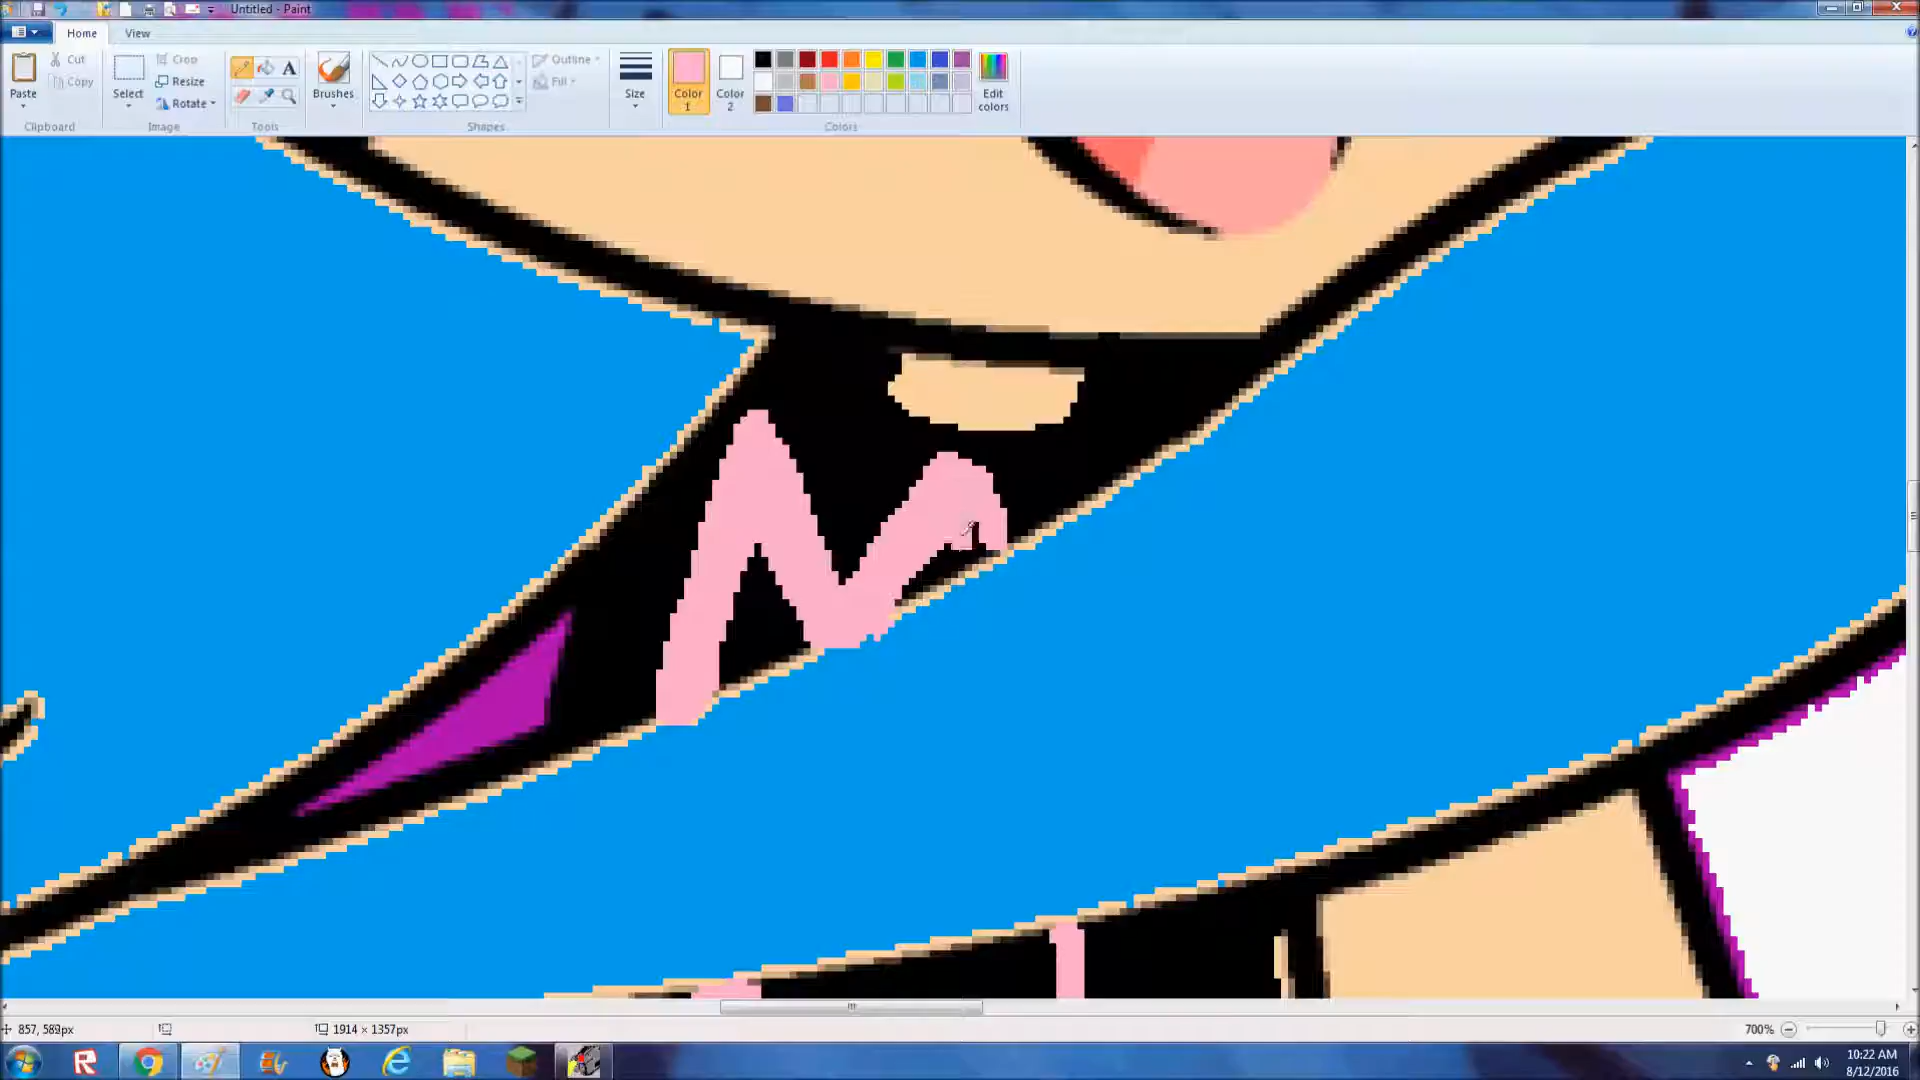 Untitled - Paint
Home View
Paste Cut Copy Clipboard
Select Crop Resize Rotate Image
A Tools
Brushes
Outline Fill Shapes
Size
Color 1 Color 2 Edit colors Colors
857, 589px 1914 × 1357px 700%
10:22 AM
8/12/2016